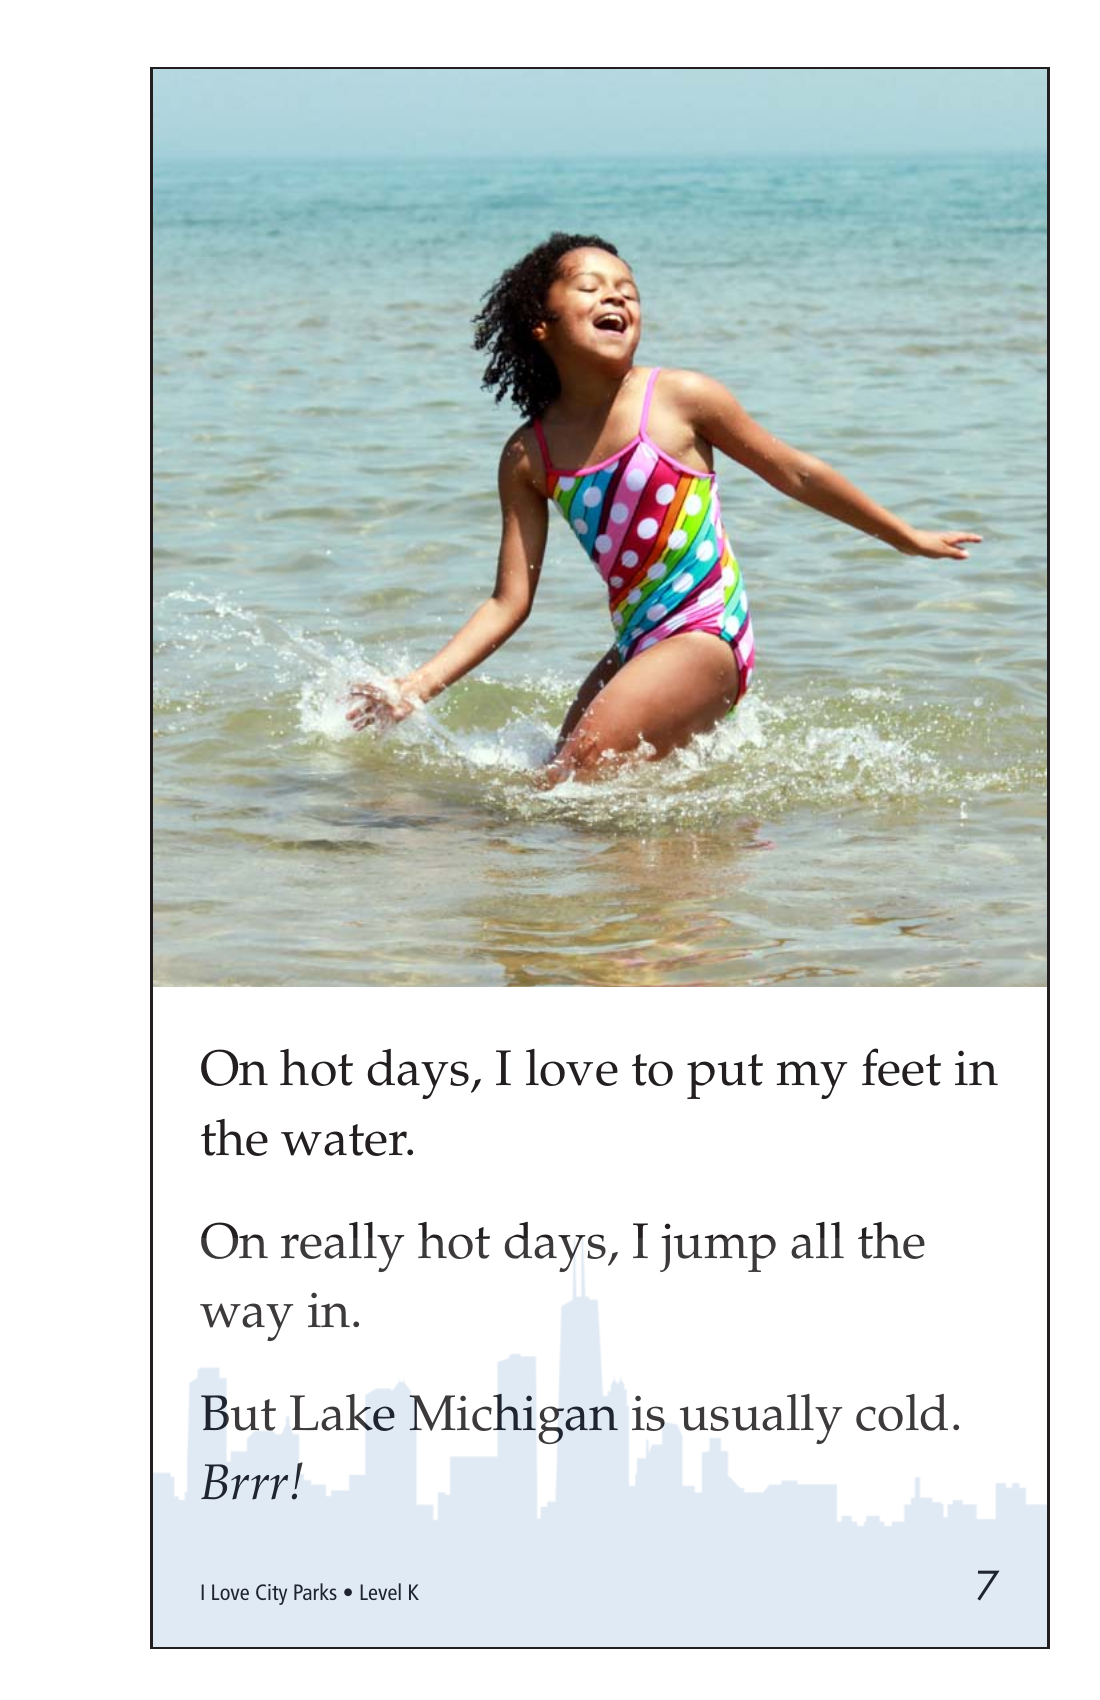 On hot days, I love to put my feet in
the water.
On really hot days, I jump all the
way in.
But Lake Michigan is usually cold.
Brrr!
I Love City Parks • Level K
7